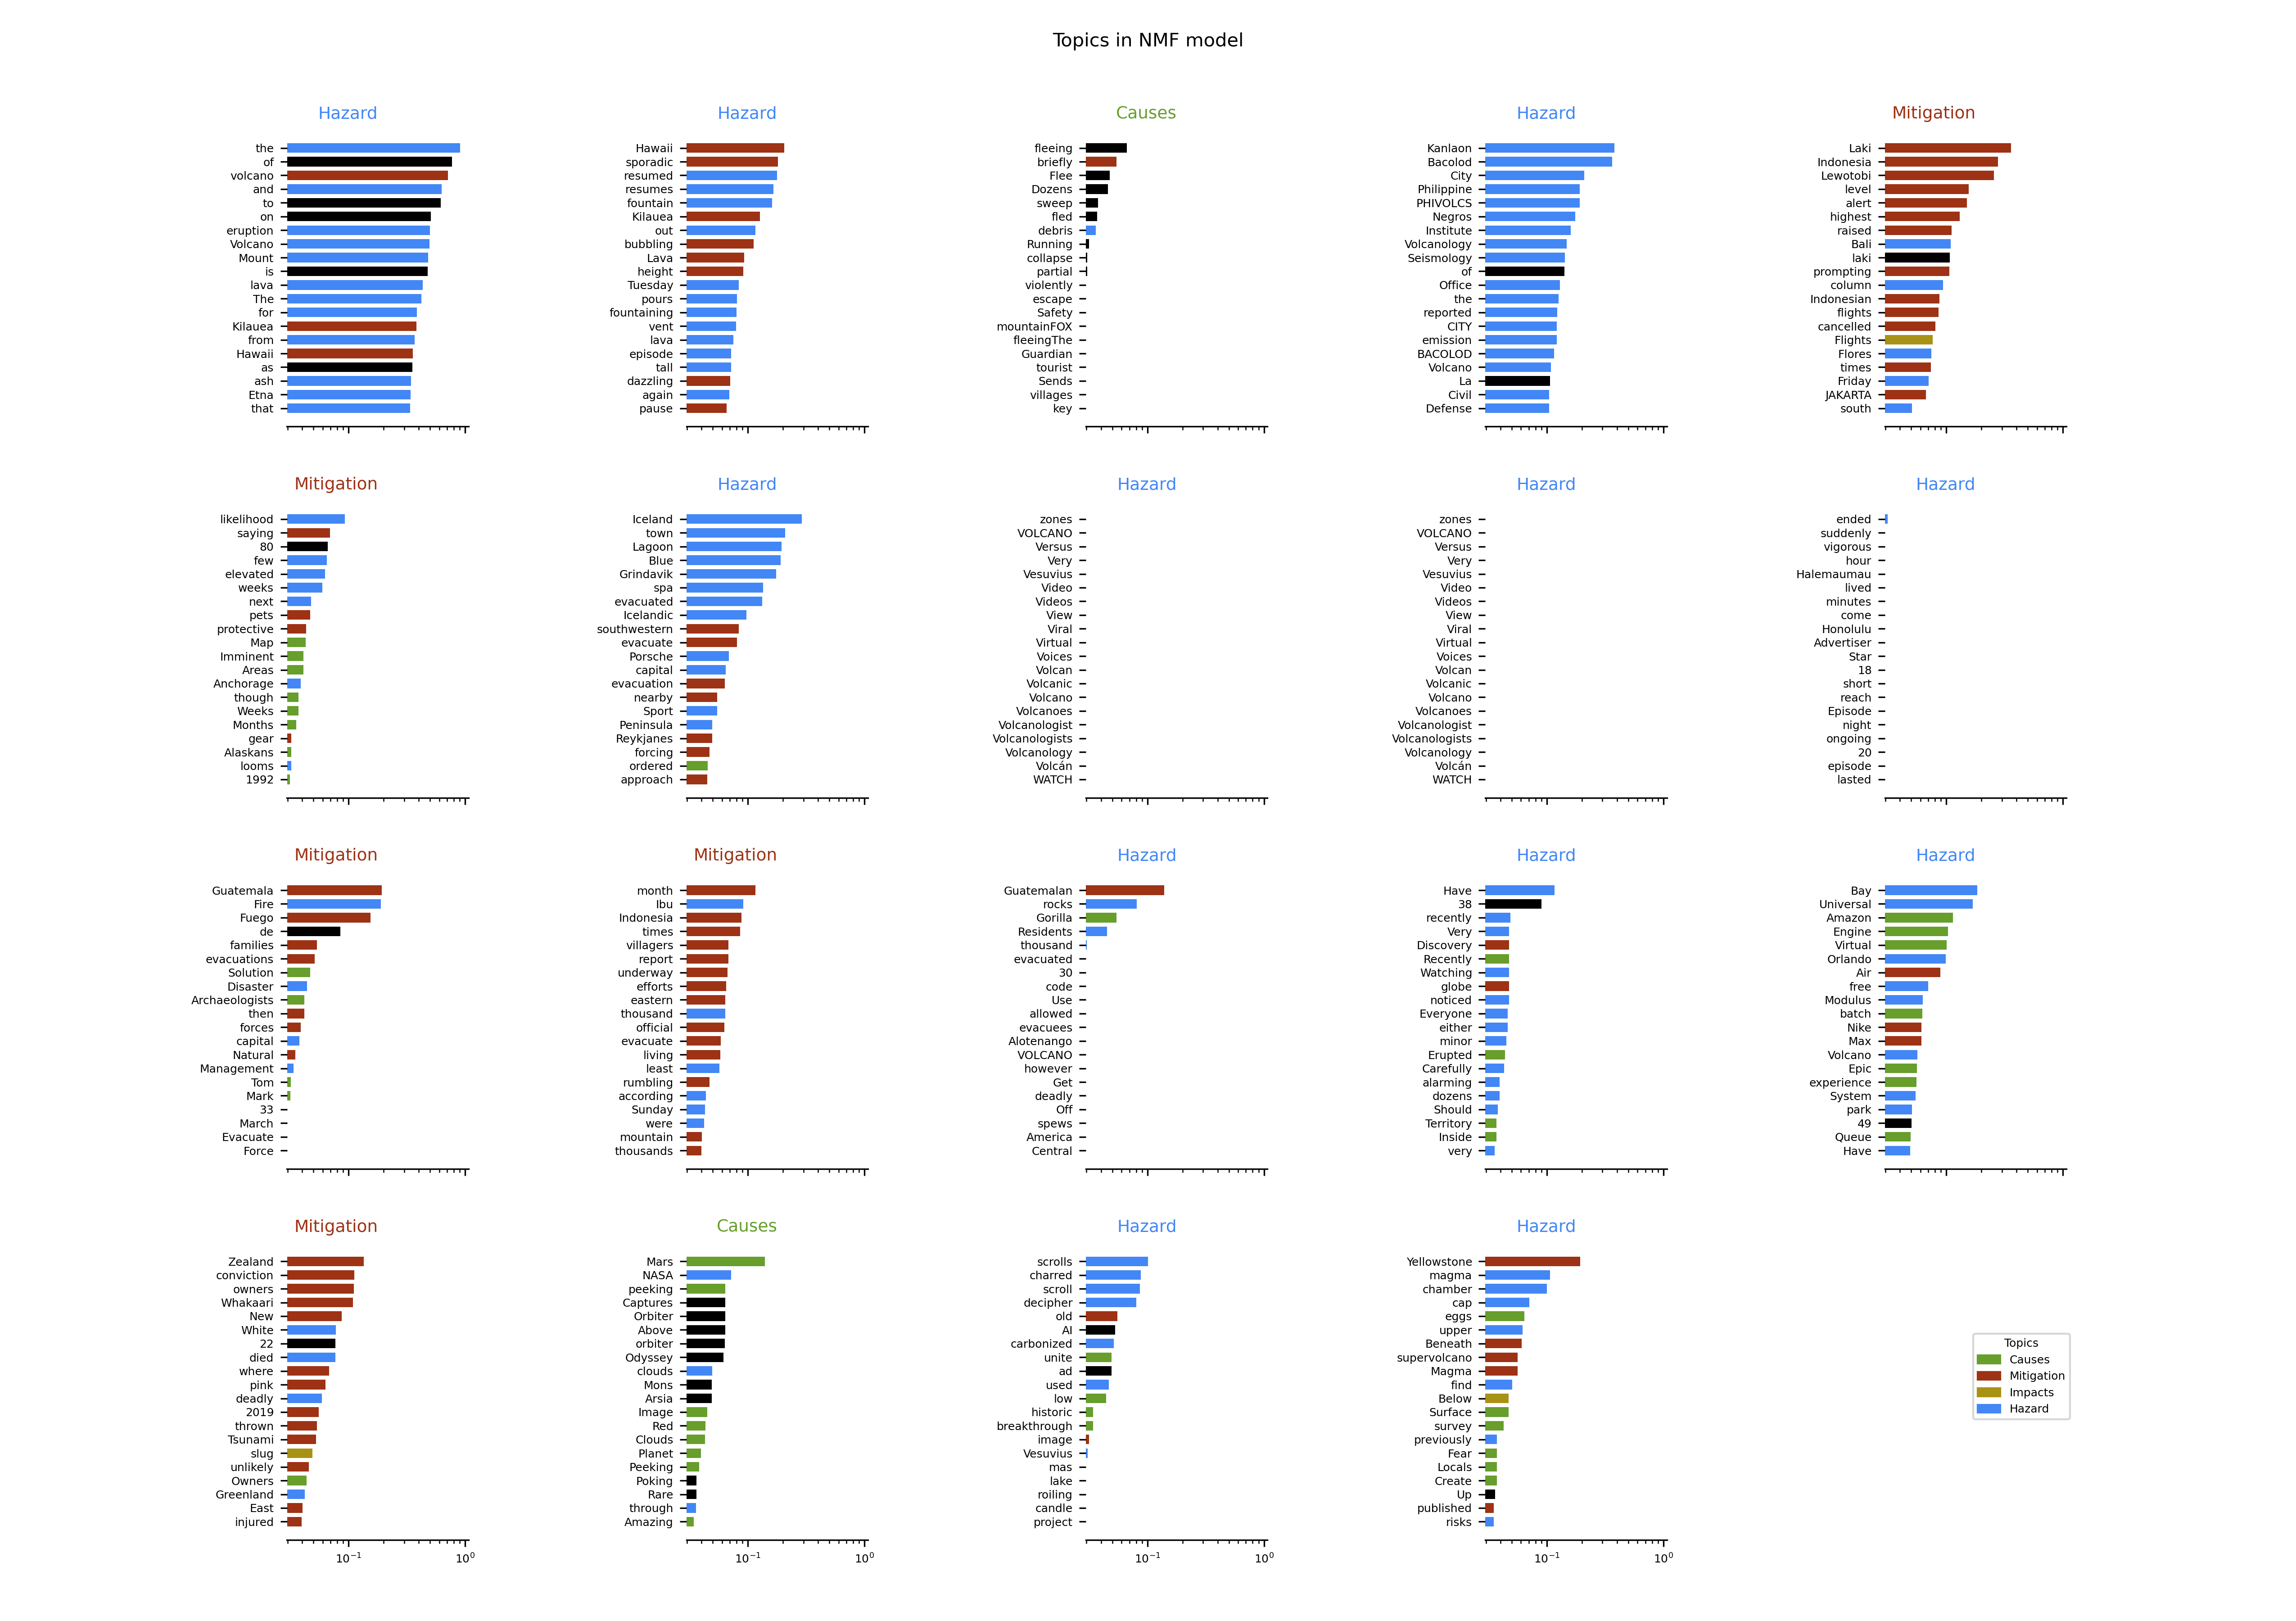 Topics in NMF model
Hazard
the
of
volcano
and
to
on
eruption
Volcano
Mount
is
lava
The
for
Kilauea
from
Hawaii
as
ash
Etna
that
Hazard
Hawaii
sporadic
resumed
resumes
fountain
Kilauea
out
bubbling
Lava
height
Tuesday
pours
fountaining
vent
lava
episode
tall
dazzling
again
pause
Causes
fleeing
briefly
Flee
Dozens
sweep
fled
debris
Running
collapse
partial
violently
escape
Safety
mountainFOX
fleeingThe
Guardian
tourist
Sends
villages
key
Hazard
Kanlaon
Bacolod
City
Philippine
PHIVOLCS
Negros
Institute
Volcanology
Seismology
of
Office
the
reported
CITY
emission
BACOLOD
Volcano
La
Civil
Defense
Mitigation
Laki
Indonesia
Lewotobi
level
alert
highest
raised
Bali
laki
prompting
column
Indonesian
flights
cancelled
Flights
Flores
times
Friday
JAKARTA
south
Mitigation
likelihood
saying
80
few
elevated
weeks
next
pets
protective
Map
Imminent
Areas
Anchorage
though
Weeks
Months
gear
Alaskans
looms
1992
Hazard
Iceland
town
Lagoon
Blue
Grindavik
spa
evacuated
Icelandic
southwestern
evacuate
Porsche
capital
evacuation
nearby
Sport
Peninsula
Reykjanes
forcing
ordered
approach
Hazard
zones
VOLCANO
Versus
Very
Vesuvius
Video
Videos
View
Viral
Virtual
Voices
Volcan
Volcanic
Volcano
Volcanoes
Volcanologist
Volcanologists
Volcanology
Volcán
WATCH
Hazard
zones
VOLCANO
Versus
Very
Vesuvius
Video
Videos
View
Viral
Virtual
Voices
Volcan
Volcanic
Volcano
Volcanoes
Volcanologist
Volcanologists
Volcanology
Volcán
WATCH
Hazard
ended
suddenly
vigorous
hour
Halemaumau
lived
minutes
come
Honolulu
Advertiser
Star
18
short
reach
Episode
night
ongoing
20
episode
lasted
Mitigation
Guatemala
Fire
Fuego
de
families
evacuations
Solution
Disaster
Archaeologists
then
forces
capital
Natural
Management
Tom
Mark
33
March
Evacuate
Force
Mitigation
month
Ibu
Indonesia
times
villagers
report
underway
efforts
eastern
thousand
official
evacuate
living
least
rumbling
according
Sunday
were
mountain
thousands
Hazard
Guatemalan
rocks
Gorilla
Residents
thousand
evacuated
30
code
Use
allowed
evacuees
Alotenango
VOLCANO
however
Get
deadly
Off
spews
America
Central
Hazard
Have
38
recently
Very
Discovery
Recently
Watching
globe
noticed
Everyone
either
minor
Erupted
Carefully
alarming
dozens
Should
Territory
Inside
very
Hazard
Bay
Universal
Amazon
Engine
Virtual
Orlando
Air
free
Modulus
batch
Nike
Max
Volcano
Epic
experience
System
park
49
Queue
Have
Mitigation
Zealand
conviction
owners
Whakaari
New
White
22
died
where
pink
deadly
2019
thrown
Tsunami
slug
unlikely
Owners
Greenland
East
injured
10⁻¹ 10⁰
Causes
Mars
NASA
peeking
Captures
Orbiter
Above
orbiter
Odyssey
clouds
Mons
Arsia
Image
Red
Clouds
Planet
Peeking
Poking
Rare
through
Amazing
10⁻¹ 10⁰
Hazard
scrolls
charred
scroll
decipher
old
AI
carbonized
unite
ad
used
low
historic
breakthrough
image
Vesuvius
mas
lake
roiling
candle
project
10⁻¹ 10⁰
Hazard
Yellowstone
magma
chamber
cap
eggs
upper
Beneath
supervolcano
Magma
find
Below
Surface
survey
previously
Fear
Locals
Create
Up
published
risks
10⁻¹ 10⁰
Topics
Causes
Mitigation
Impacts
Hazard